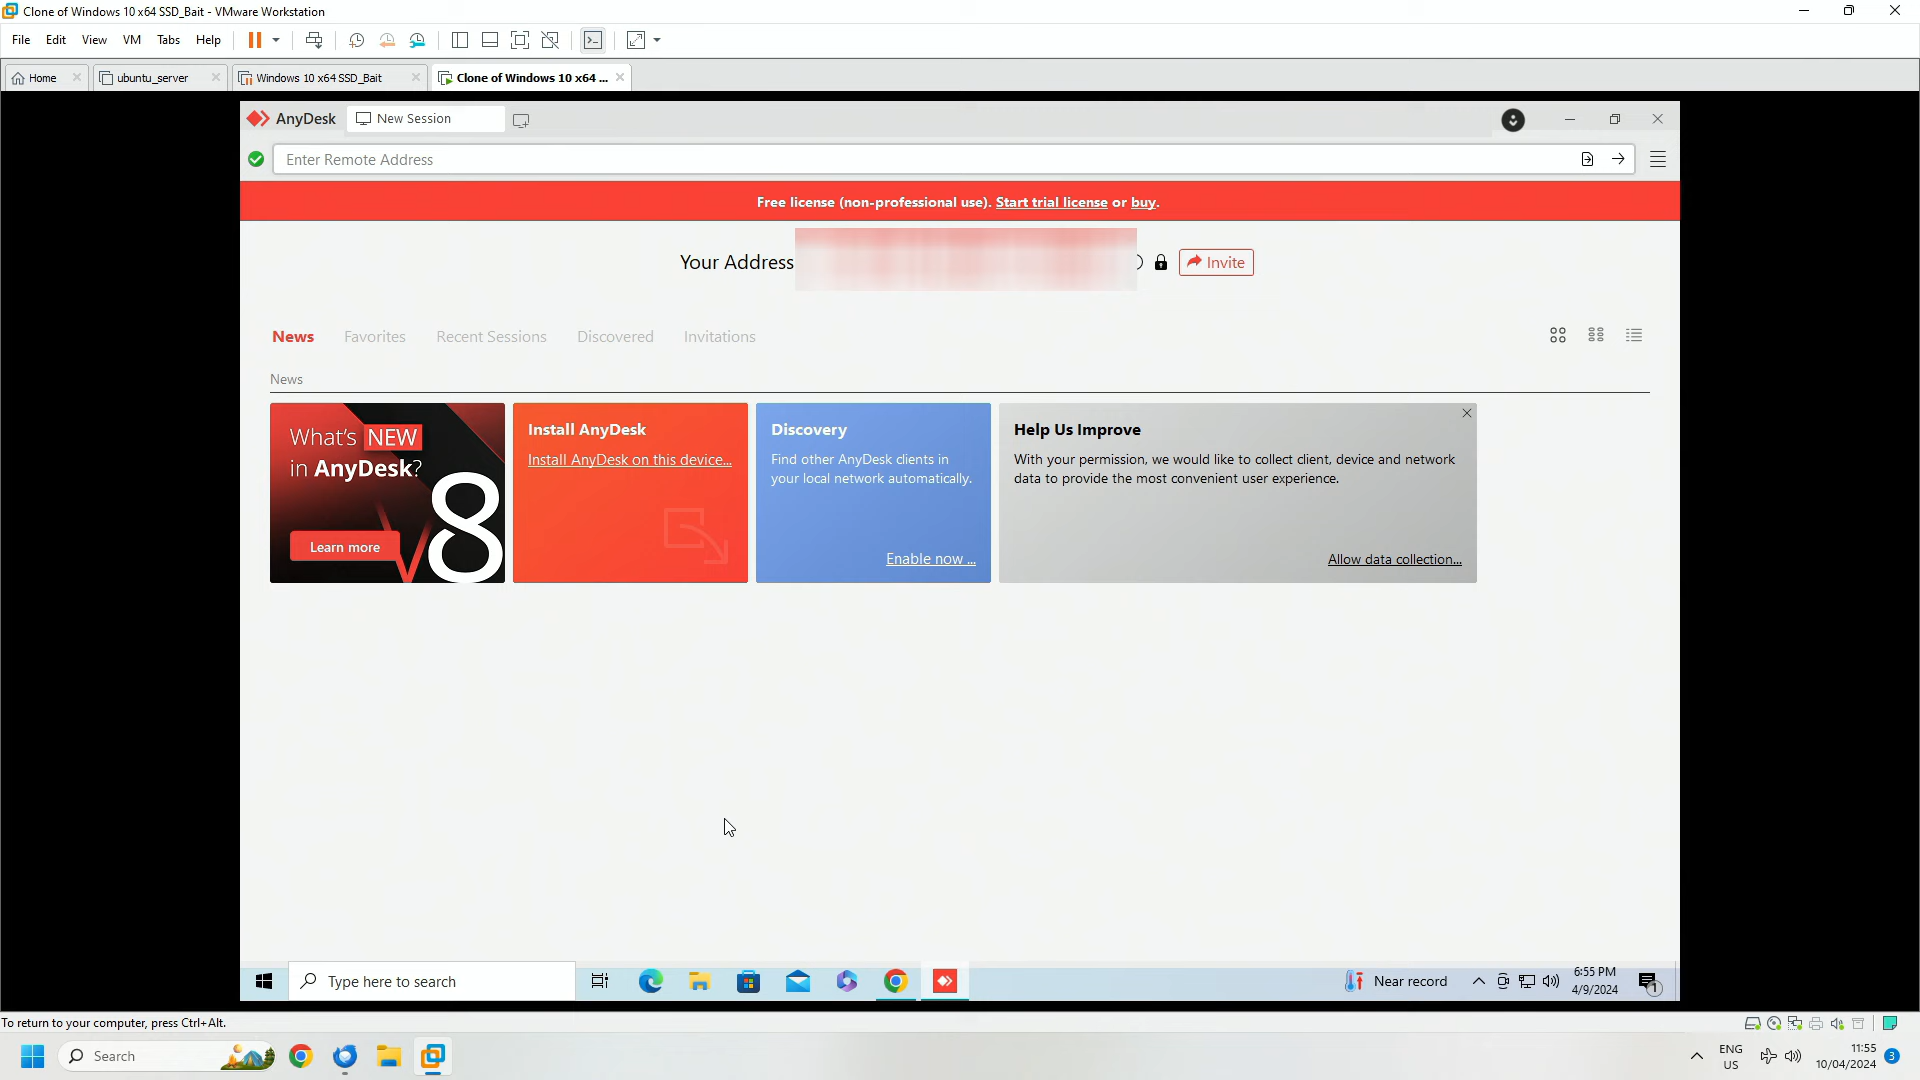 Clone of Windows 10 x64 SSD_Bait - VMware Workstation
File Edit View VM Tabs Help
Home ubuntu_server Windows 10 x64 SSD_Bait Clone of Windows 10 x64 ...
AnyDesk New Session
Enter Remote Address
Free license (non-professional use). Start trial license or buy.
Your Address
Invite
News Favorites Recent Sessions Discovered Invitations
News
What's NEW
in AnyDesk?
Learn more
v8
Install AnyDesk
Install AnyDesk on this device...
Discovery
Find other AnyDesk clients in
your local network automatically.
Enable now ...
Help Us Improve
With your permission, we would like to collect client, device and network
data to provide the most convenient user experience.
Allow data collection...
Type here to search
Near record
6:55 PM
4/9/2024
1
To return to your computer, press Ctrl+Alt.
Search
ENG
US
11:55
10/04/2024
3